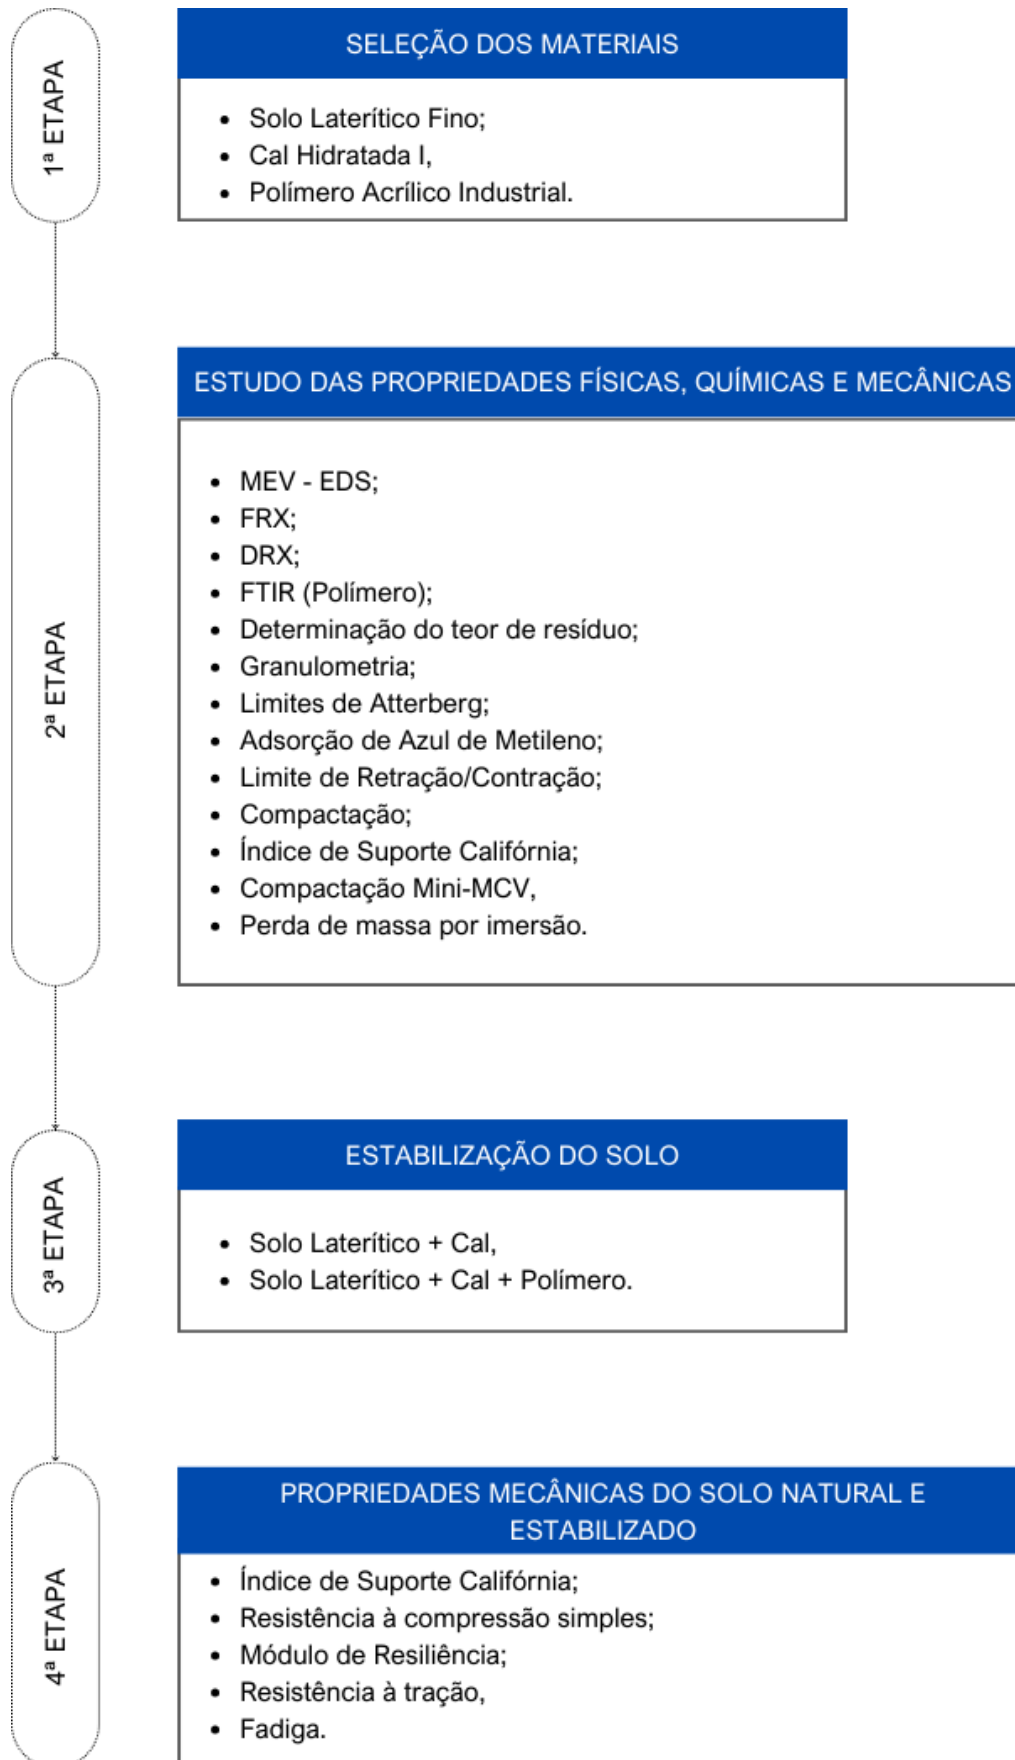 1ª ETAPA
SELEÇÃO DOS MATERIAIS
• Solo Laterítico Fino;
• Cal Hidratada I,
• Polímero Acrílico Industrial.
2ª ETAPA
ESTUDO DAS PROPRIEDADES FÍSICAS, QUÍMICAS E MECÂNICAS
• MEV - EDS;
• FRX;
• DRX;
• FTIR (Polímero);
• Determinação do teor de resíduo;
• Granulometria;
• Limites de Atterberg;
• Adsorção de Azul de Metileno;
• Limite de Retração/Contração;
• Compactação;
• Índice de Suporte Califórnia;
• Compactação Mini-MCV,
• Perda de massa por imersão.
3ª ETAPA
ESTABILIZAÇÃO DO SOLO
• Solo Laterítico + Cal,
• Solo Laterítico + Cal + Polímero.
4ª ETAPA
PROPRIEDADES MECÂNICAS DO SOLO NATURAL E
ESTABILIZADO
• Índice de Suporte Califórnia;
• Resistência à compressão simples;
• Módulo de Resiliência;
• Resistência à tração,
• Fadiga.